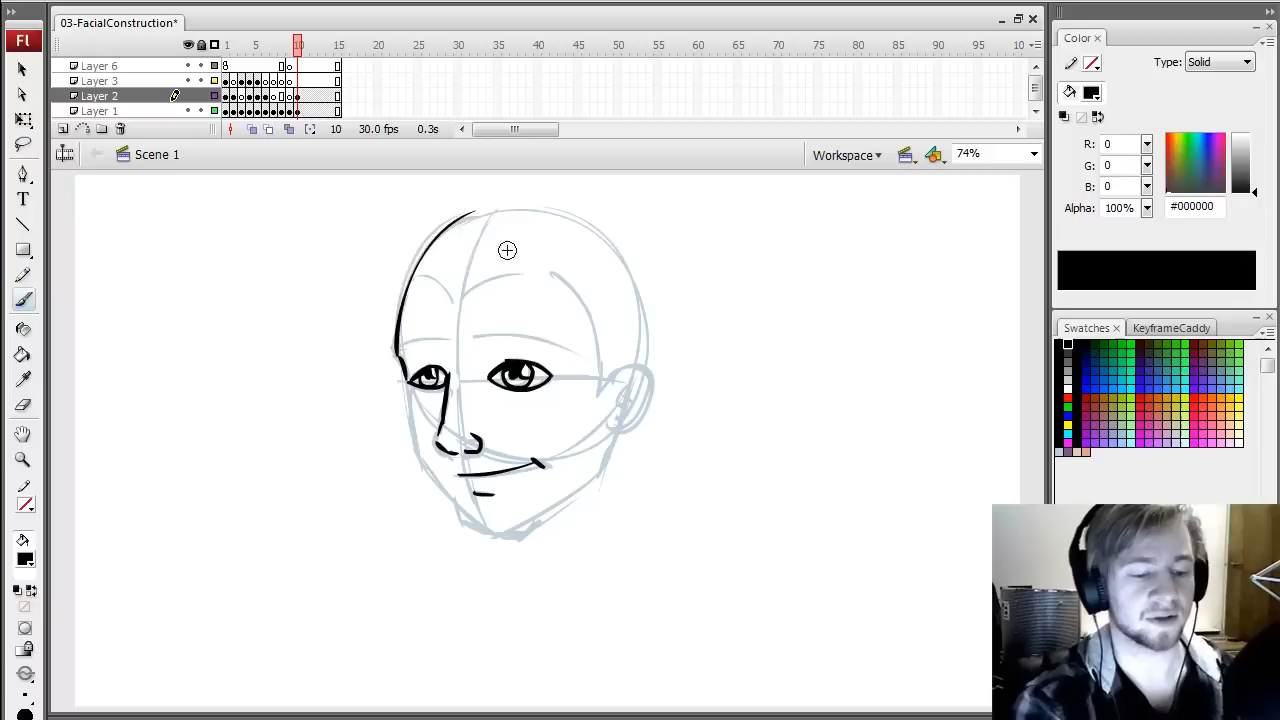 03-FacialConstruction*
Fl
1 5 10 15 20 25 30 35 40 45 50 55 60 65 70 75 80 85 90 95 10
Layer 6
Layer 3
Layer 2
Layer 1
10 30.0 fps 0.3s
Scene 1
Workspace
74%
T
Color ×
Type: Solid
R: 0
G: 0
B: 0
Alpha: 100%
#000000
Swatches × KeyframeCaddy